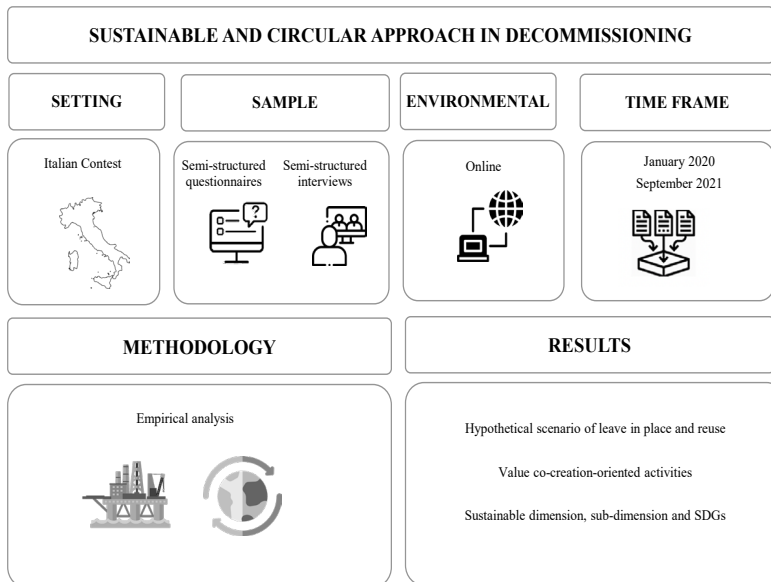 SUSTAINABLE AND CIRCULAR APPROACH IN DECOMMISSIONING
SETTING
SAMPLE
ENVIRONMENTAL
TIME FRAME
Italian Contest
Semi-structured
questionnaires
Semi-structured
interviews
Online
January 2020
September 2021
METHODOLOGY
RESULTS
Empirical analysis
Hypothetical scenario of leave in place and reuse
Value co-creation-oriented activities
Sustainable dimension, sub-dimension and SDGs